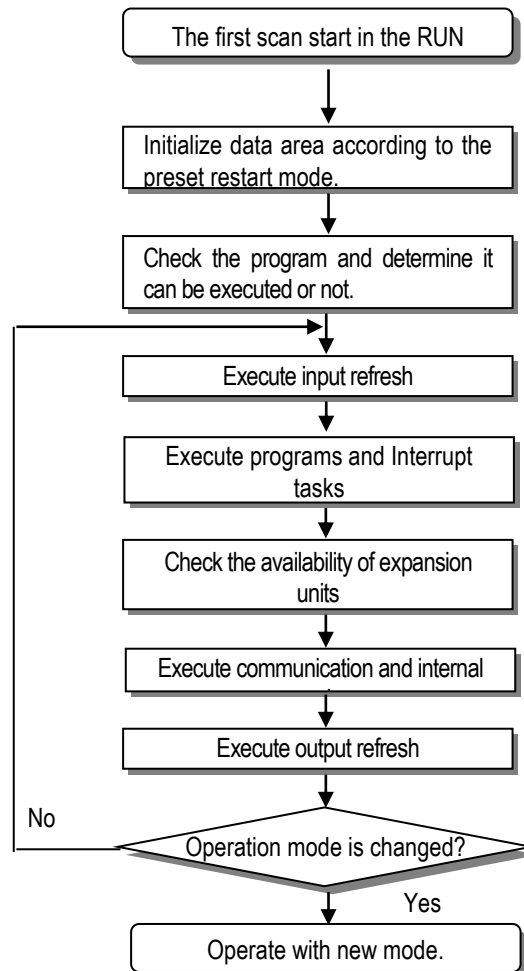 The first scan start in the RUN
Initialize data area according to the
preset restart mode.
Check the program and determine it
can be executed or not.
Execute input refresh
Execute programs and Interrupt
tasks
Check the availability of expansion
units
Execute communication and internal
Execute output refresh
No
Operation mode is changed?
Yes
Operate with new mode.